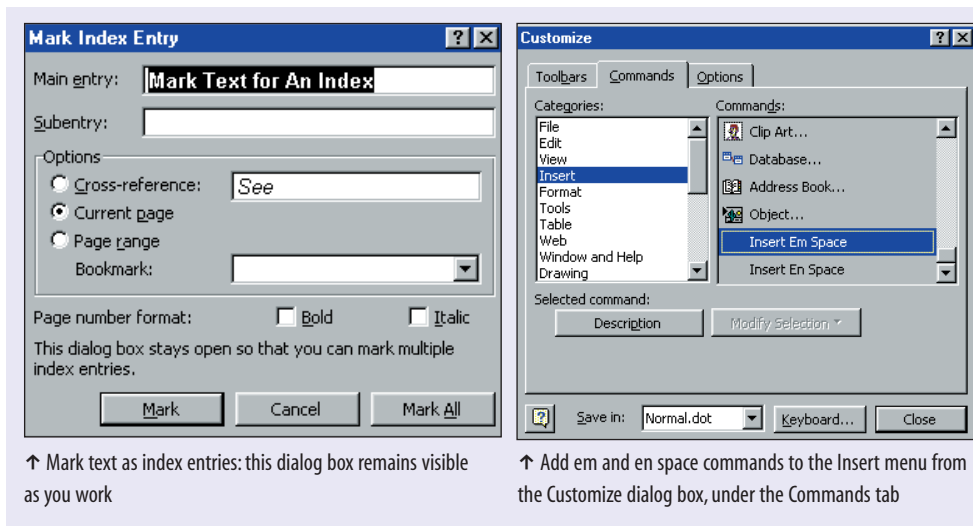 Mark Index Entry
Main entry: Mark Text for An Index
Subentry:
Options
Cross-reference: See
Current page
Page range
Bookmark:
Page number format: Bold Italic
This dialog box stays open so that you can mark multiple
index entries.
Mark Cancel Mark All
↑ Mark text as index entries: this dialog box remains visible
as you work
Customize
Toolbars Commands Options
Categories: Commands:
File
Edit
View
Insert
Format
Tools
Table
Web
Window and Help
Drawing
Clip Art...
Database...
Address Book...
Object...
Insert Em Space
Insert En Space
Selected command:
Description Modify Selection
Save in: Normal.dot Keyboard... Close
↑ Add em and en space commands to the Insert menu from
the Customize dialog box, under the Commands tab